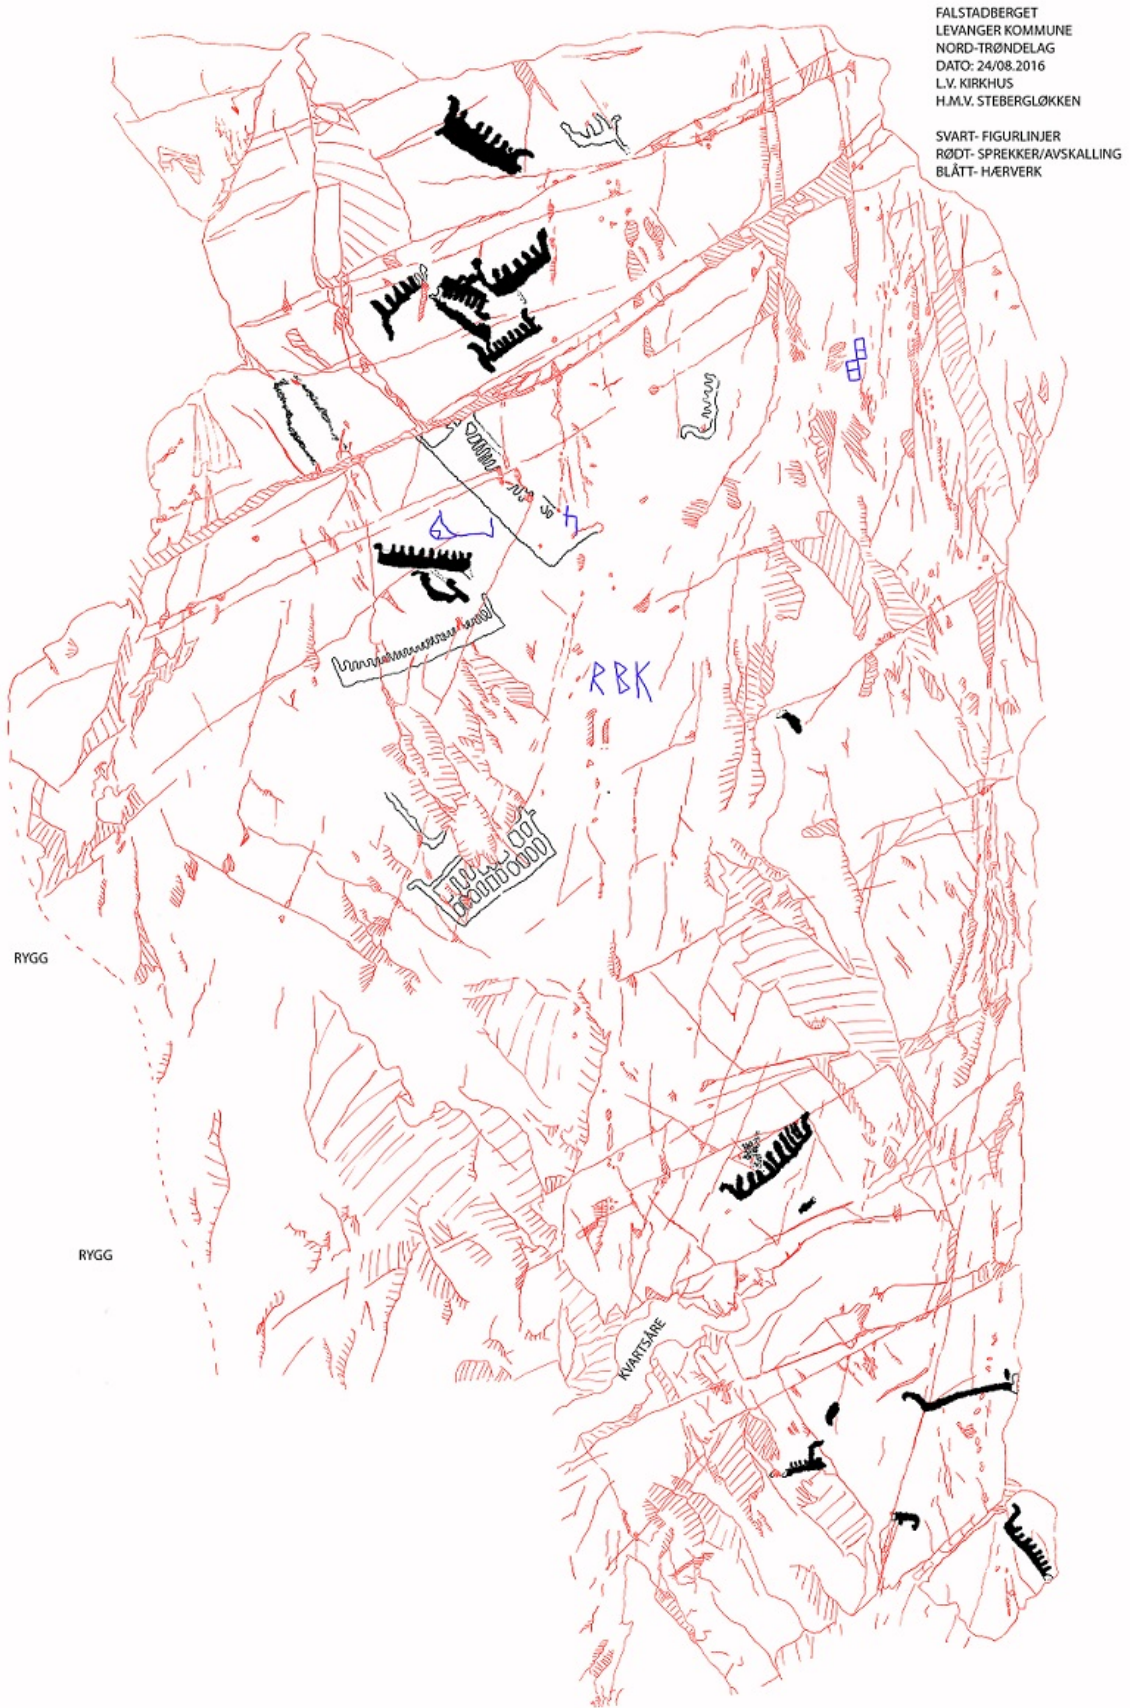 FALSTADBERGET
LEVANGER KOMMUNE
NORD-TRØNDELAG
DATO: 24/08.2016
L.V. KIRKHUS
H.M.V. STEBERGLØKKEN
SVART- FIGURLINJER
RØDT- SPREKKER/AVSKALLING
BLÅTT- HÆRVERK
RBK
RYGG
RYGG
KVARTSÅRE